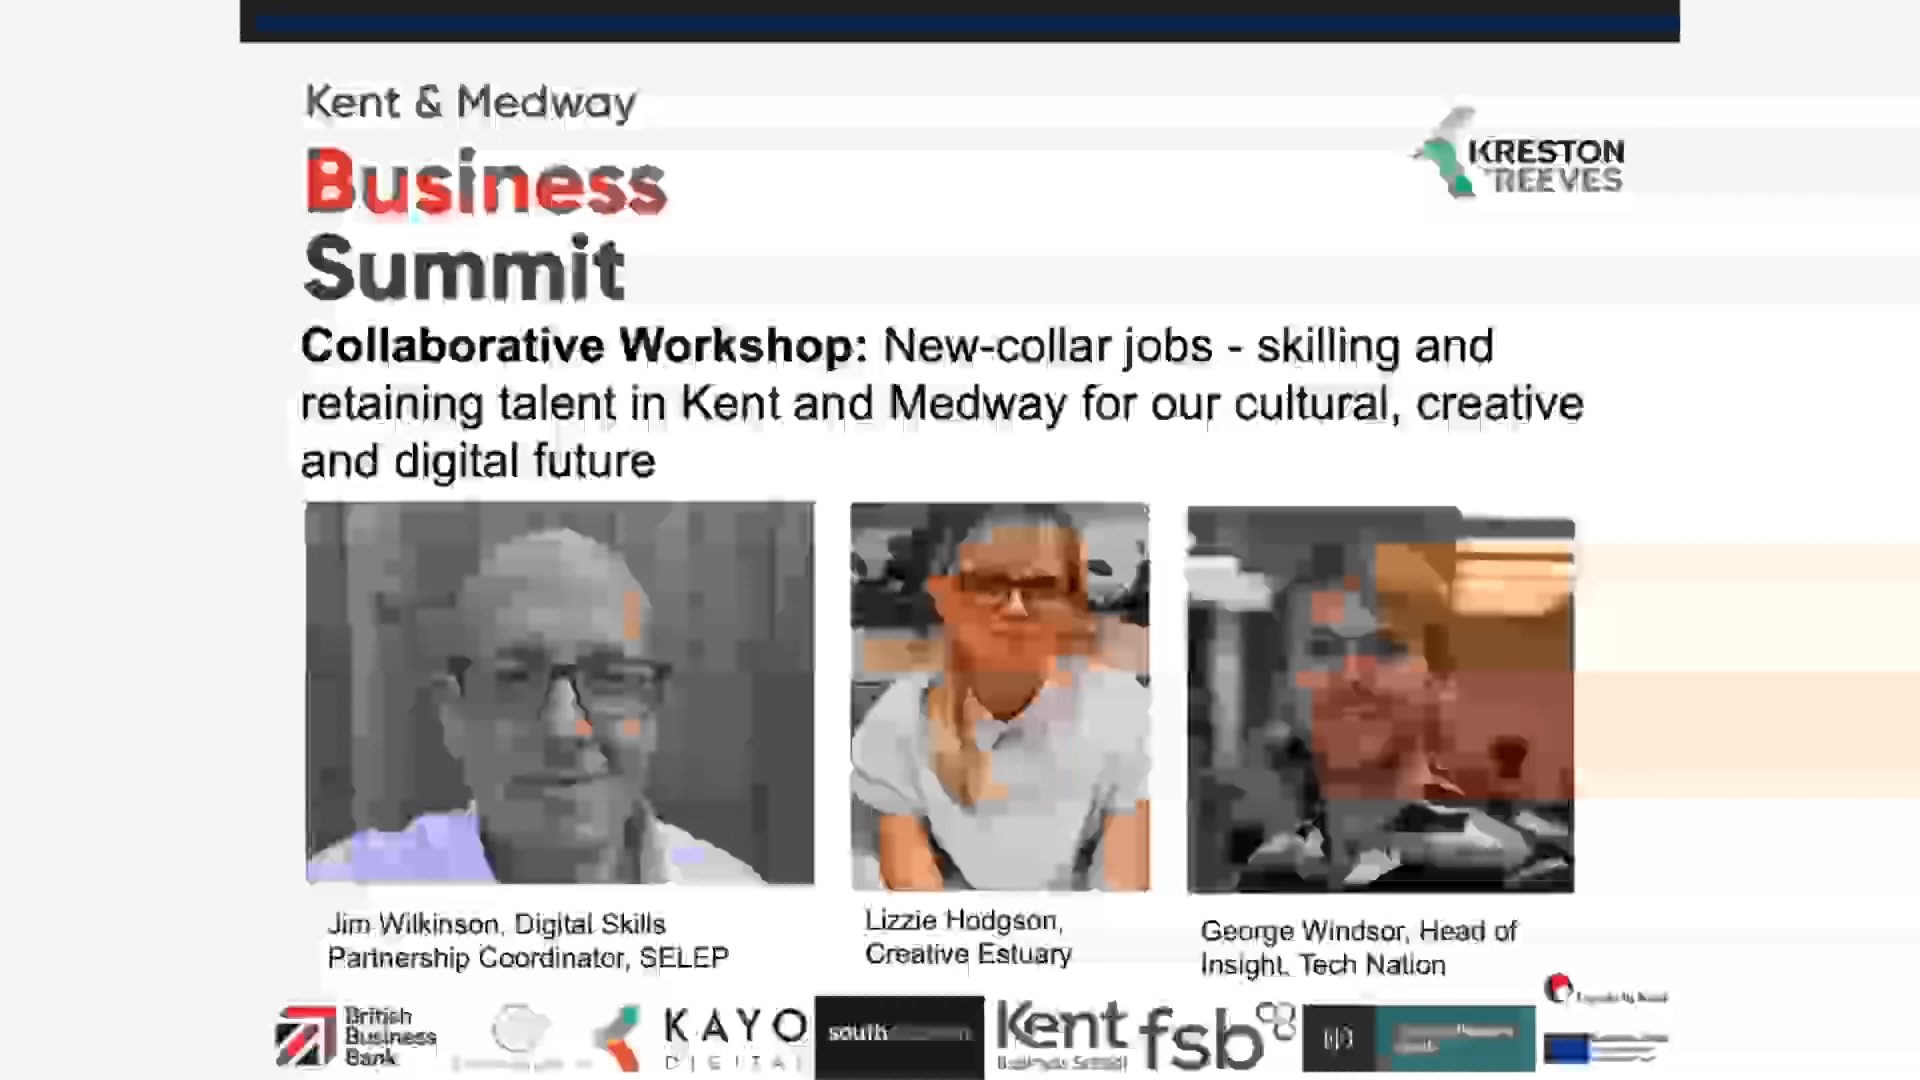 Kent & Medway
Business
Summit
KRESTON
REEVES
Collaborative Workshop: New-collar jobs - skilling and
retaining talent in Kent and Medway for our cultural, creative
and digital future
Jim Wilkinson, Digital Skills
Partnership Coordinator, SELEP
Lizzie Hodgson,
Creative Estuary
George Windsor, Head of
Insight, Tech Nation
British
Business
Bank
KAYO
DIGITAL
south
Kent
Business School
fsb